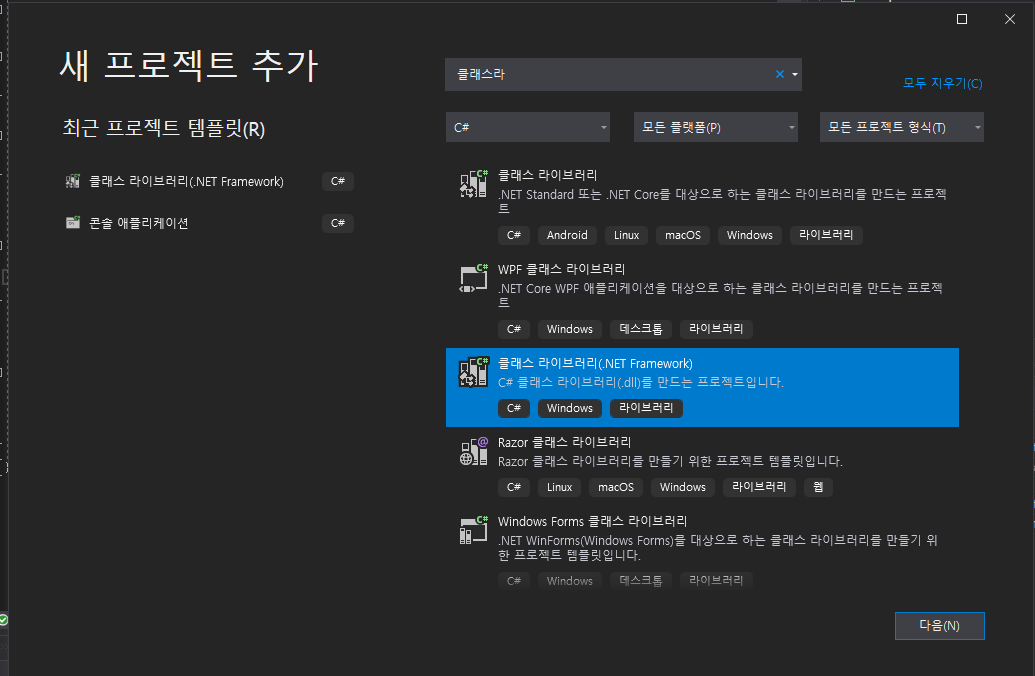 새 프로젝트 추가
최근 프로젝트 템플릿(R)
클래스 라이브러리(.NET Framework) C#
콘솔 애플리케이션 C#
클래스라
모두 지우기(C)
C# 모든 플랫폼(P) 모든 프로젝트 형식(T)
클래스 라이브러리
.NET Standard 또는 .NET Core를 대상으로 하는 클래스 라이브러리를 만드는 프로젝
트
C# Android Linux macOS Windows 라이브러리
WPF 클래스 라이브러리
.NET Core WPF 애플리케이션을 대상으로 하는 클래스 라이브러리를 만드는 프로젝
트
C# Windows 데스크톱 라이브러리
클래스 라이브러리(.NET Framework)
C# 클래스 라이브러리(.dll)를 만드는 프로젝트입니다.
C# Windows 라이브러리
Razor 클래스 라이브러리
Razor 클래스 라이브러리를 만들기 위한 프로젝트 템플릿입니다.
C# Linux macOS Windows 라이브러리 웹
Windows Forms 클래스 라이브러리
.NET WinForms(Windows Forms)를 대상으로 하는 클래스 라이브러리를 만들기 위
한 프로젝트 템플릿입니다.
C# Windows 데스크톱 라이브러리
다음(N)